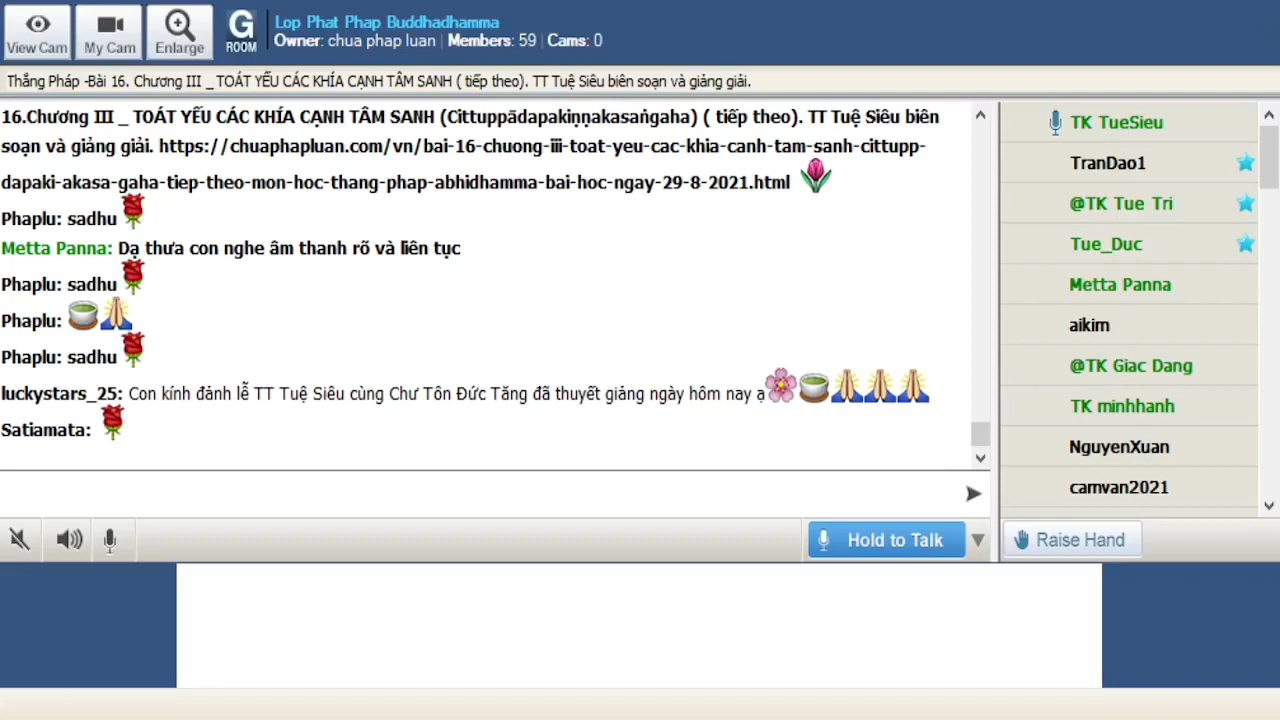 View Cam
My Cam
Enlarge
G
ROOM
Lop Phat Phap Buddhadhamma
Owner: chua phap luan | Members: 59 | Cams: 0
Thắng Pháp -Bài 16. Chương III _ TOÁT YẾU CÁC KHÍA CẠNH TÂM SANH ( tiếp theo). TT Tuệ Siêu biên soạn và giảng giải.
16.Chương III _ TOÁT YẾU CÁC KHÍA CẠNH TÂM SANH (Cittuppādapakiṇṇakasaṅgaha) ( tiếp theo). TT Tuệ Siêu biên
soạn và giảng giải. https://chuaphapluan.com/vn/bai-16-chuong-iii-toat-yeu-cac-khia-canh-tam-sanh-cittupp-
dapaki-akasa-gaha-tiep-theo-mon-hoc-thang-phap-abhidhamma-bai-hoc-ngay-29-8-2021.html
Phaplu: sadhu
Metta Panna: Dạ thưa con nghe âm thanh rõ và liên tục
Phaplu: sadhu
Phaplu:
Phaplu: sadhu
luckystars_25: Con kính đảnh lễ TT Tuệ Siêu cùng Chư Tôn Đức Tăng đã thuyết giảng ngày hôm nay ạ
Satiamata:
TK TueSieu
TranDao1
@TK Tue Tri
Tue_Duc
Metta Panna
aikim
@TK Giac Dang
TK minhhanh
NguyenXuan
camvan2021
Hold to Talk
Raise Hand